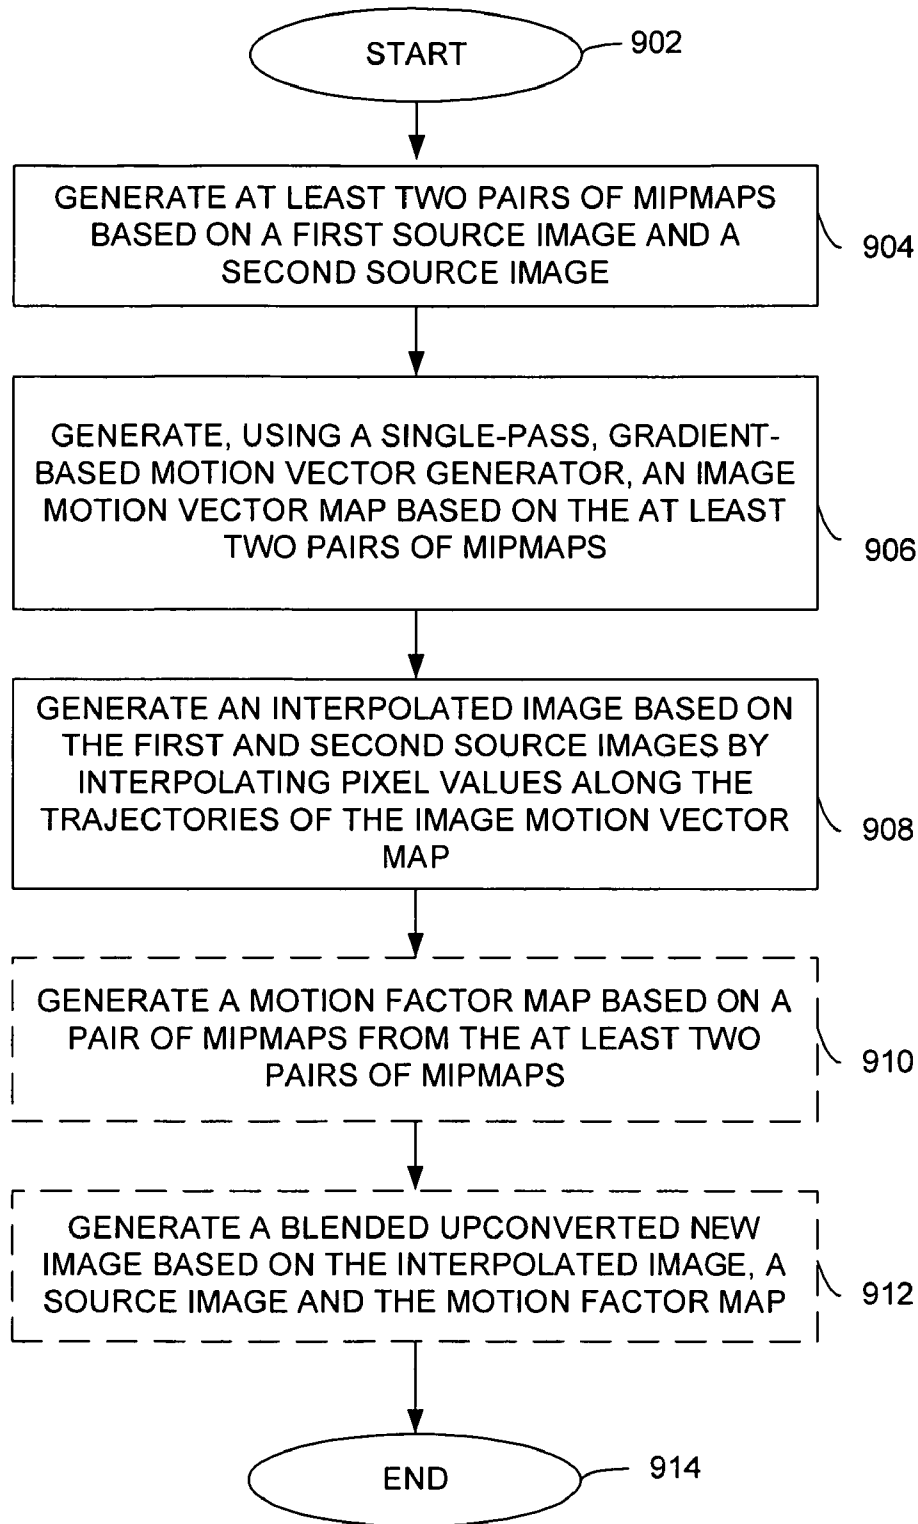 START
902
GENERATE AT LEAST TWO PAIRS OF MIPMAPS
BASED ON A FIRST SOURCE IMAGE AND A
SECOND SOURCE IMAGE
904
GENERATE, USING A SINGLE-PASS, GRADIENT-
BASED MOTION VECTOR GENERATOR, AN IMAGE
MOTION VECTOR MAP BASED ON THE AT LEAST
TWO PAIRS OF MIPMAPS
906
GENERATE AN INTERPOLATED IMAGE BASED ON
THE FIRST AND SECOND SOURCE IMAGES BY
INTERPOLATING PIXEL VALUES ALONG THE
TRAJECTORIES OF THE IMAGE MOTION VECTOR
MAP
908
GENERATE A MOTION FACTOR MAP BASED ON A
PAIR OF MIPMAPS FROM THE AT LEAST TWO
PAIRS OF MIPMAPS
910
GENERATE A BLENDED UPCONVERTED NEW
IMAGE BASED ON THE INTERPOLATED IMAGE, A
SOURCE IMAGE AND THE MOTION FACTOR MAP
912
END
914